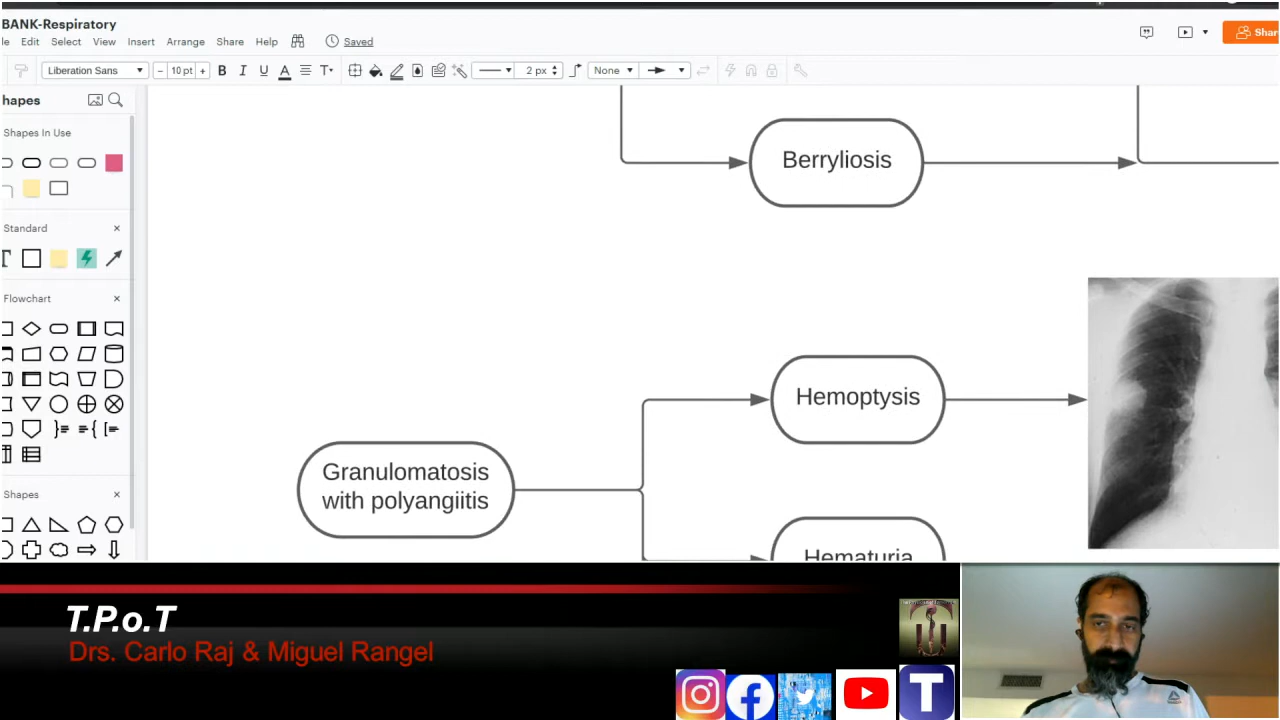 BANK-Respiratory
Edit Select View Insert Arrange Share Help Saved
Shar
Liberation Sans − 10 pt + B I U A T 2 px None
hapes
Shapes In Use
Standard
T
Flowchart
Shapes
Berryliosis
Hemoptysis
Granulomatosis
with polyangiitis
Hematuria
T.P.o.T
Drs. Carlo Raj & Miguel Rangel
T